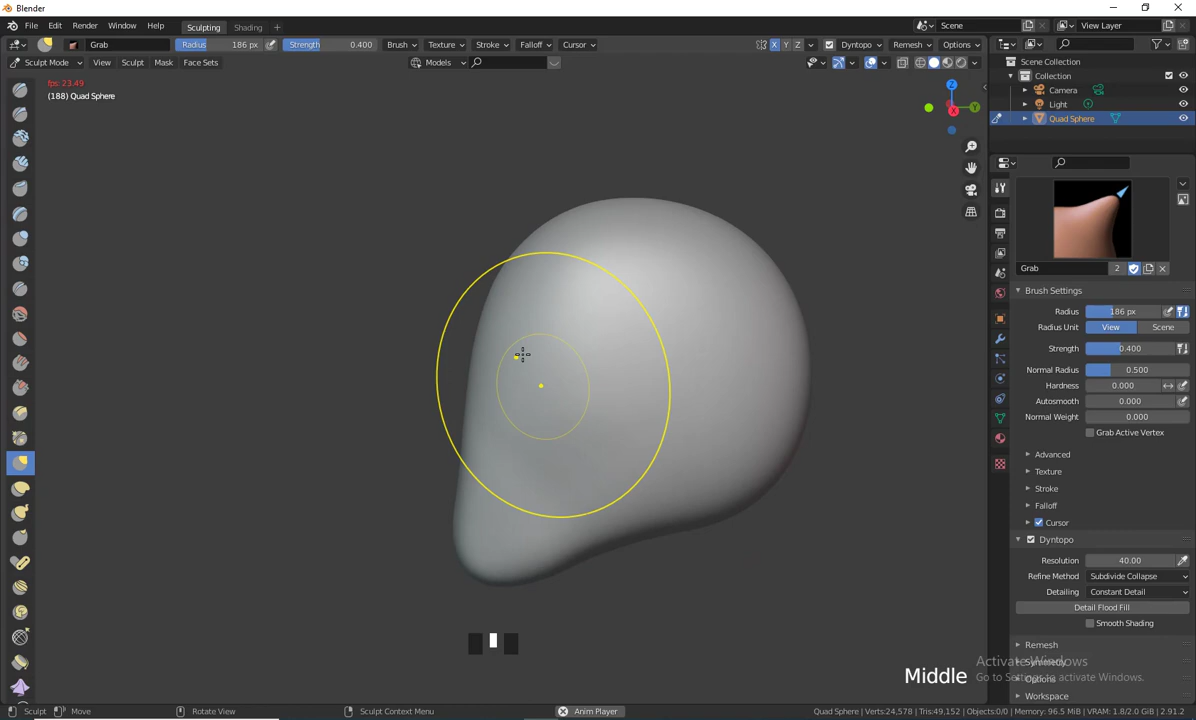 Blender
File Edit Render Window Help Sculpting Shading + Scene View Layer
Grab Radius 186 px Strength 0.400 Brush Texture Stroke Falloff Cursor X Y Z Dyntopo Remesh Options
Sculpt Mode View Sculpt Mask Face Sets Models
fps: 23.49
(188) Quad Sphere
Z
Y
X
Scene Collection
Collection
Camera
Light
Quad Sphere
Grab 2
Brush Settings
Radius 186 px
Radius Unit View Scene
Strength 0.400
Normal Radius 0.500
Hardness 0.000
Autosmooth 0.000
Normal Weight 0.000
Grab Active Vertex
Advanced
Texture
Stroke
Falloff
Cursor
Dyntopo
Resolution 40.00
Refine Method Subdivide Collapse
Detailing Constant Detail
Detail Flood Fill
Smooth Shading
Remesh
Symmetry
Options
Workspace
Activate Windows
Go to Settings to activate Windows.
Middle
Sculpt Move Rotate View Sculpt Context Menu Anim Player Quad Sphere | Verts:24,578 | Tris:49,152 | Objects:0/0 | Memory: 96.5 MiB | VRAM: 1.8/2.0 GiB | 2.91.2